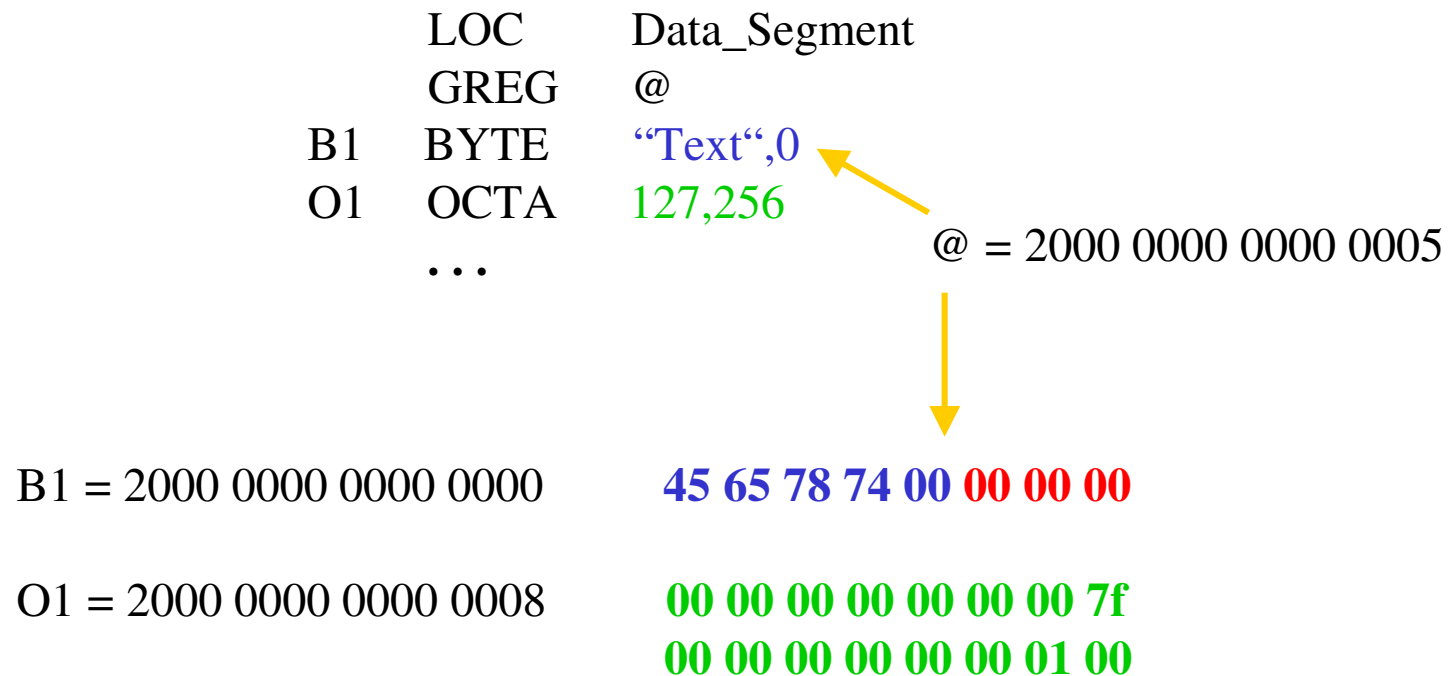 LOC Data_Segment
GREG @
B1 BYTE “Text“,0
O1 OCTA 127,256
...
@ = 2000 0000 0000 0005
B1 = 2000 0000 0000 0000 45 65 78 74 00 00 00 00
O1 = 2000 0000 0000 0008 00 00 00 00 00 00 00 7f
00 00 00 00 00 00 01 00